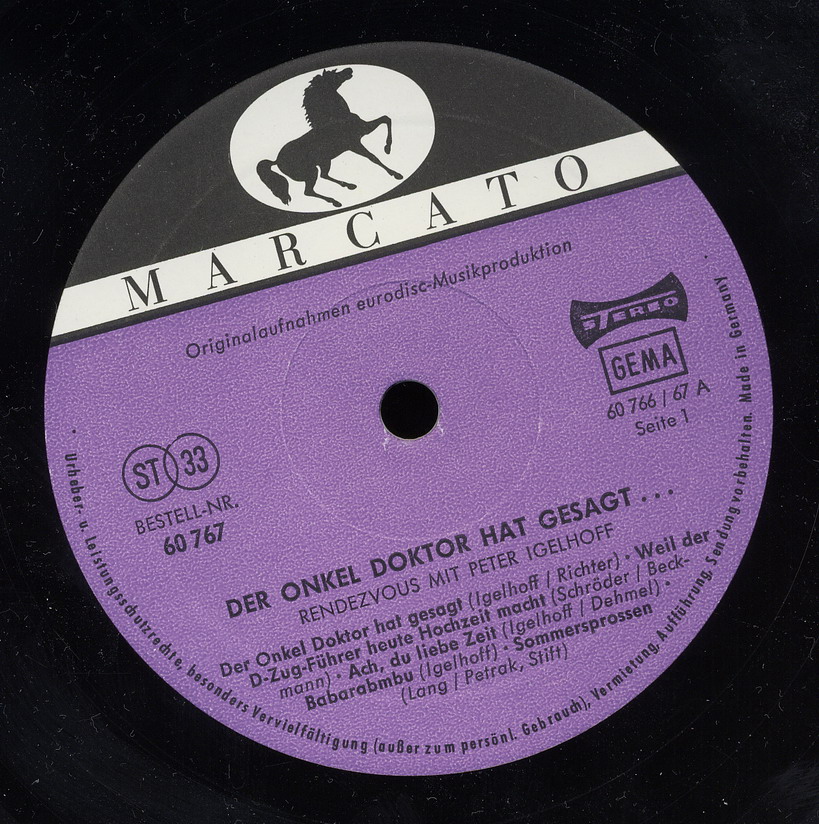 MARCATO
Originalaufnahmen eurodisc-Musikproduktion
STEREO
GEMA
60 766 / 67 A
Seite 1
ST 33
BESTELL-NR.
60 767
DER ONKEL DOKTOR HAT GESAGT . . .
RENDEZVOUS MIT PETER IGELHOFF
Der Onkel Doktor hat gesagt (Igelhoff / Richter) · Weil der
D-Zug-Führer heute Hochzeit macht (Schröder / Beck-
mann) · Ach, du liebe Zeit (Igelhoff / Dehmel) ·
Babarabmbu (Igelhoff) · Sommersprossen
(Lang / Petrak, Stift)
· Urheber- u. Leistungsschutzrechte, besonders Vervielfältigung (außer zum persönl. Gebrauch), Vermietung, Aufführung, Sendung vorbehalten. Made in Germany ·